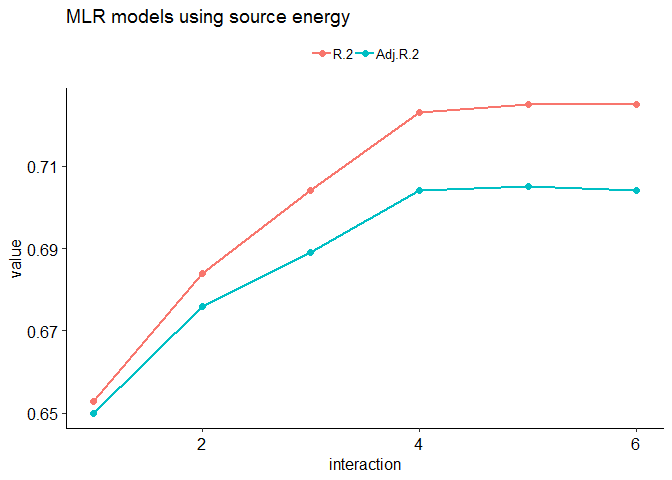 MLR models using source energy
R.2 Adj.R.2
value
0.71
0.69
0.67
0.65
2 4 6
interaction